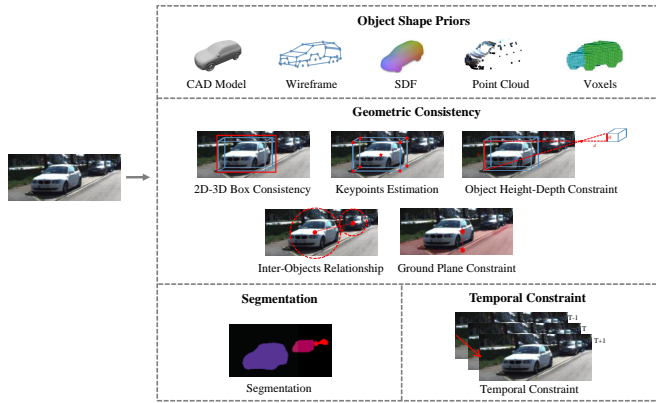 Object Shape Priors
CAD Model
Wireframe
SDF
Point Cloud
Voxels
Geometric Consistency
2D-3D Box Consistency
Keypoints Estimation
d
Object Height-Depth Constraint
Inter-Objects Relationship
Ground Plane Constraint
Segmentation
Segmentation
Temporal Constraint
T-1
T
T+1
Temporal Constraint